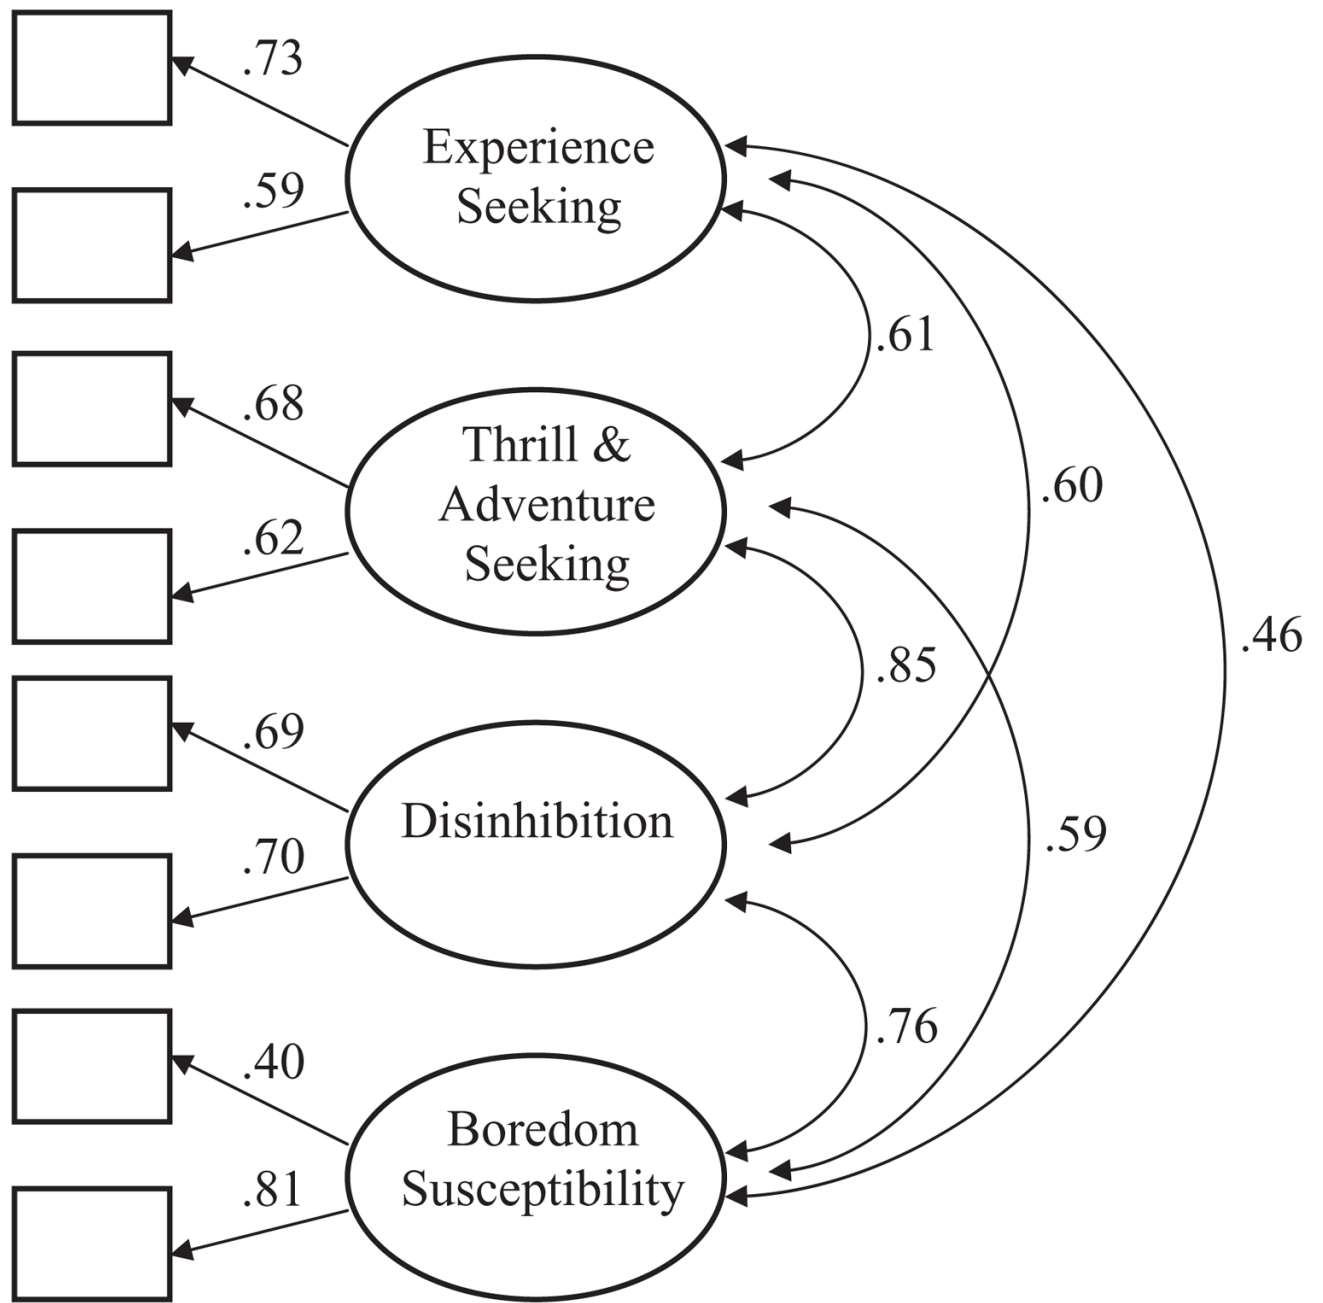 .73
Experience
Seeking
.59
.61
.68
Thrill &
Adventure
Seeking
.60
.62
.46
.85
.69
Disinhibition
.59
.70
.76
.40
Boredom
Susceptibility
.81